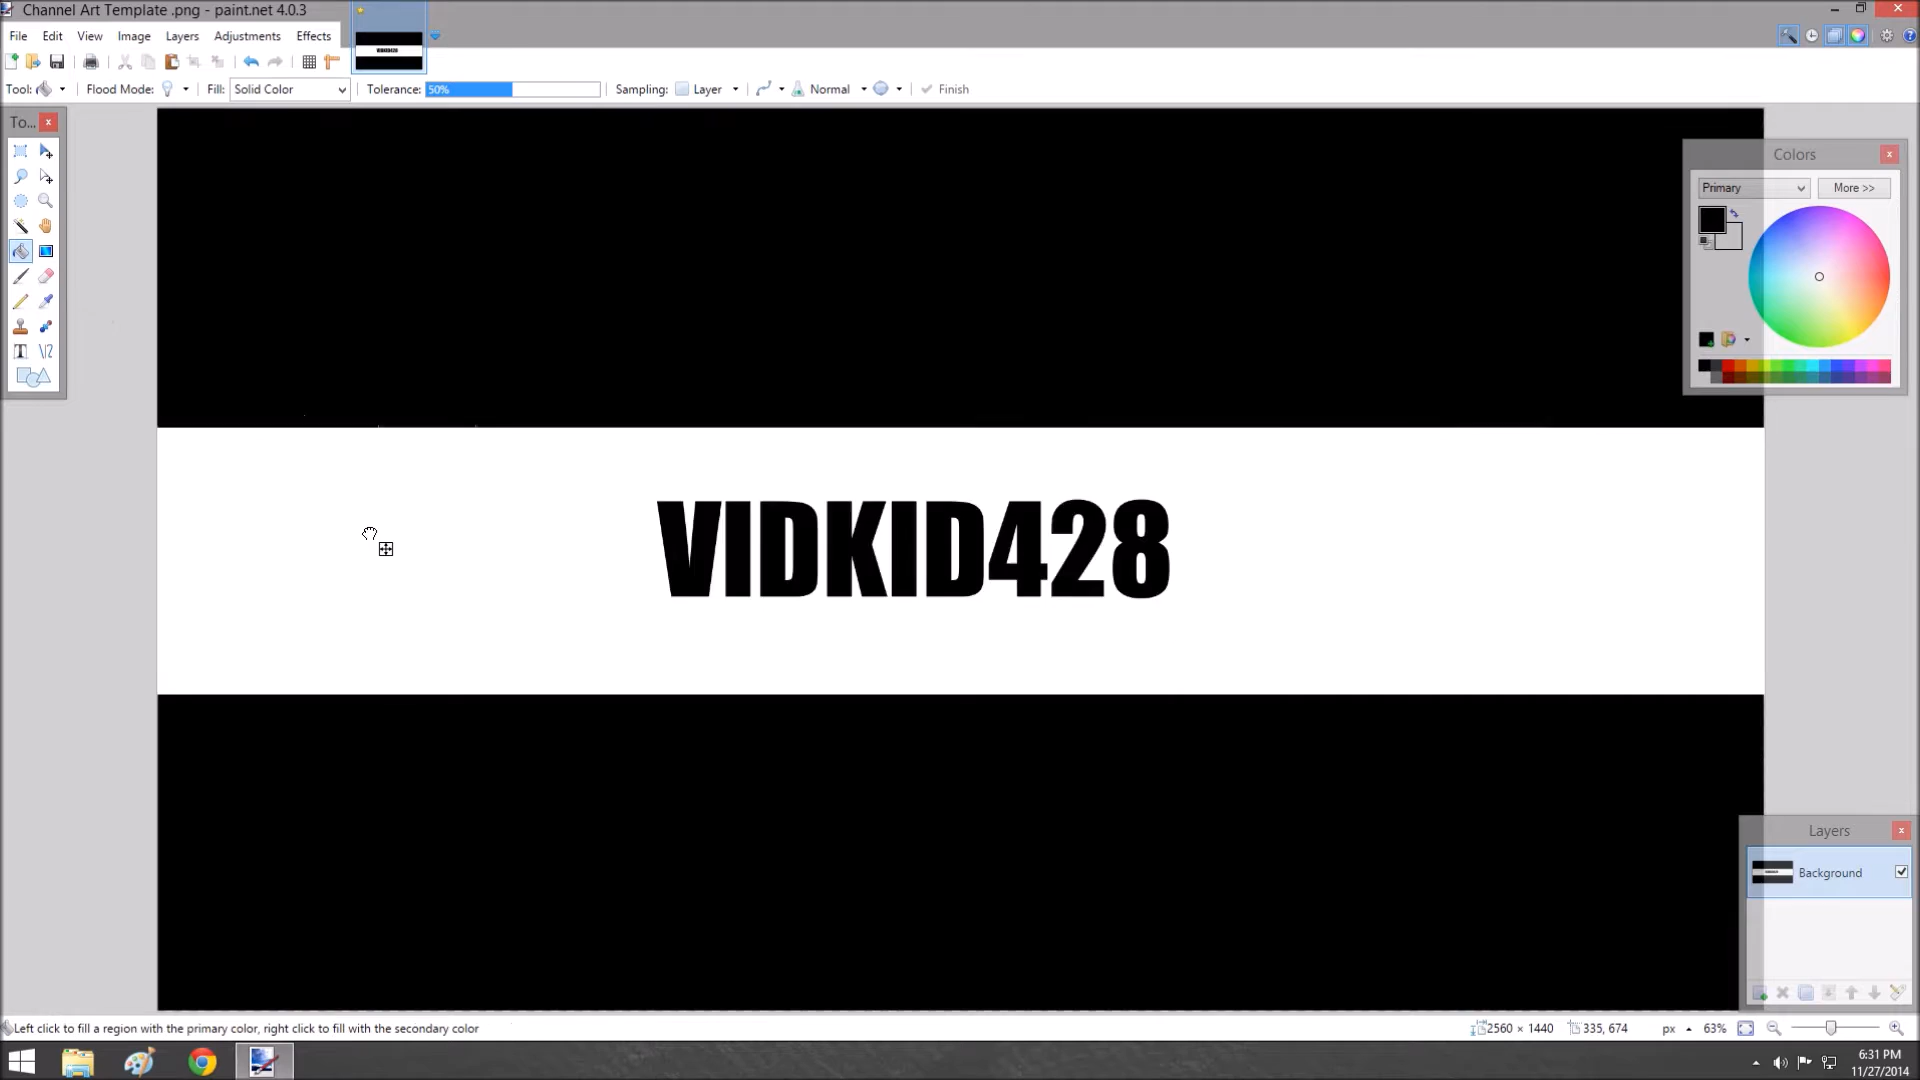 Channel Art Template .png - paint.net 4.0.3
File Edit View Image Layers Adjustments Effects
VIDKID428
Tool: Flood Mode: Fill: Solid Color Tolerance: 50% Sampling: Layer Normal Finish
To...
Colors
Primary More >>
VIDKID428
Layers
Background
Left click to fill a region with the primary color, right click to fill with the secondary color 2560 × 1440 335, 674 px 63%
6:31 PM
11/27/2014